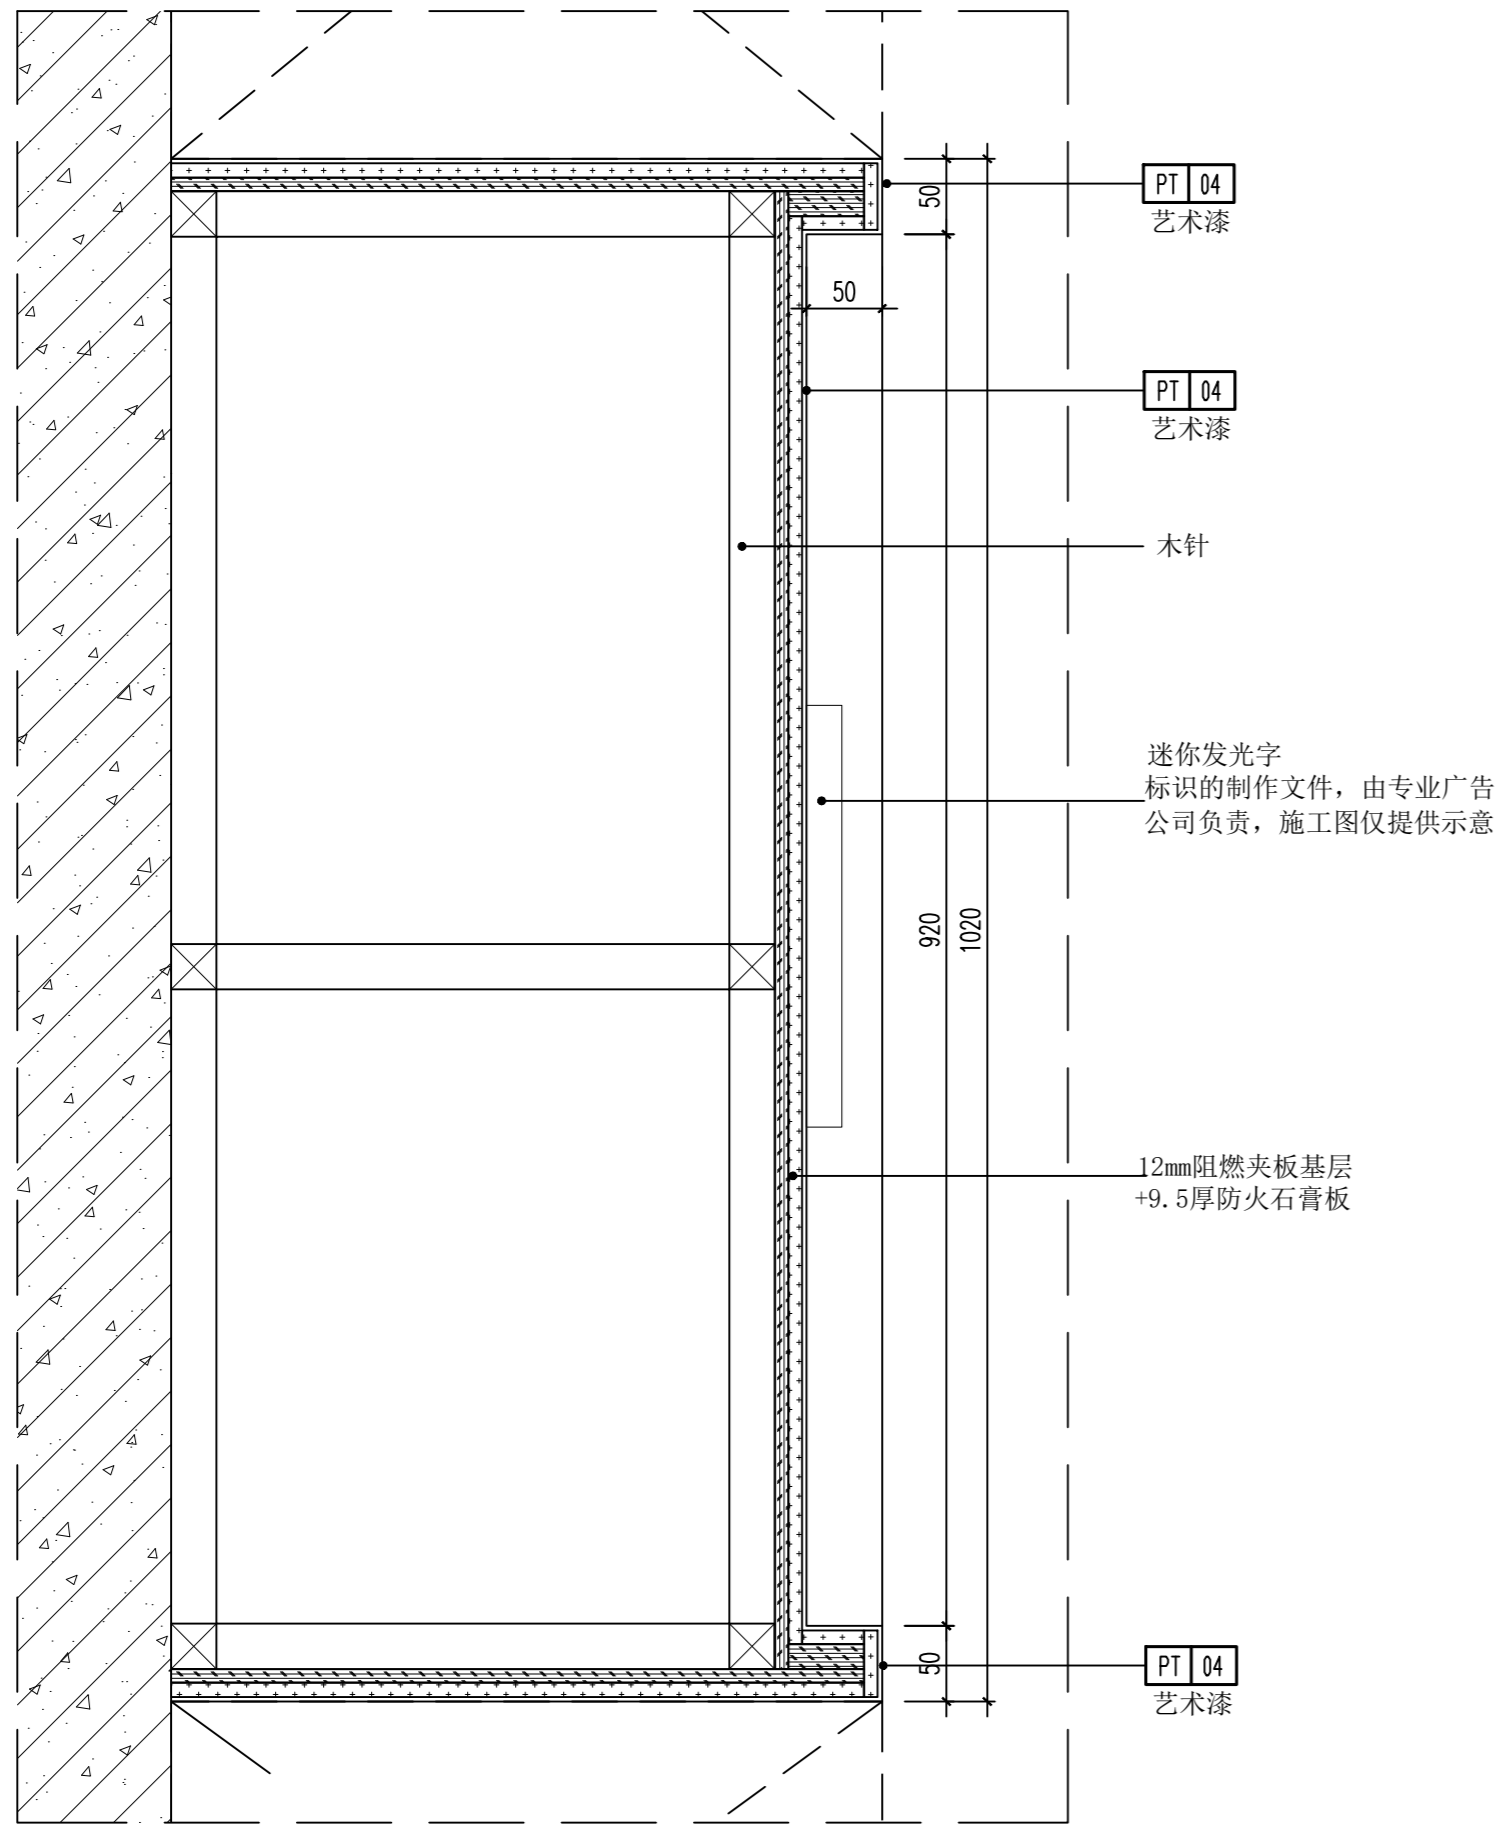 PT 04
艺术漆
50
50
PT 04
艺术漆
木针
迷你发光字
标识的制作文件，由专业广告
公司负责，施工图仅提供示意
920
1020
12mm阻燃夹板基层
+9.5厚防火石膏板
50
PT 04
艺术漆